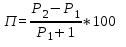 П = (P₂ − P₁)/(P₁ + 1) * 100